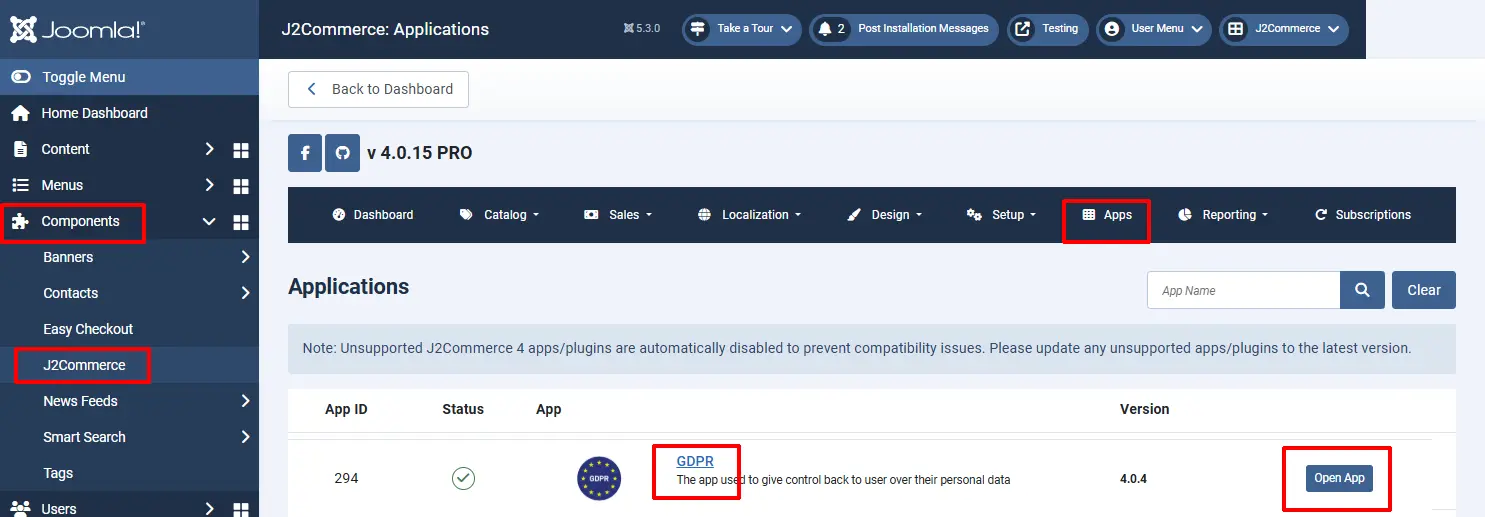 Joomla!®
J2Commerce: Applications
5.3.0
Take a Tour
2 Post Installation Messages
Testing
User Menu
J2Commerce
Toggle Menu
Back to Dashboard
Home Dashboard
Content
Menus
Components
Banners
Contacts
Easy Checkout
J2Commerce
News Feeds
Smart Search
Tags
Users
v 4.0.15 PRO
Dashboard
Catalog
Sales
Localization
Design
Setup
Apps
Reporting
Subscriptions
Applications
App Name
Clear
Note: Unsupported J2Commerce 4 apps/plugins are automatically disabled to prevent compatibility issues. Please update any unsupported apps/plugins to the latest version.
App ID
Status
App
Version
294
GDPR
GDPR
The app used to give control back to user over their personal data
4.0.4
Open App